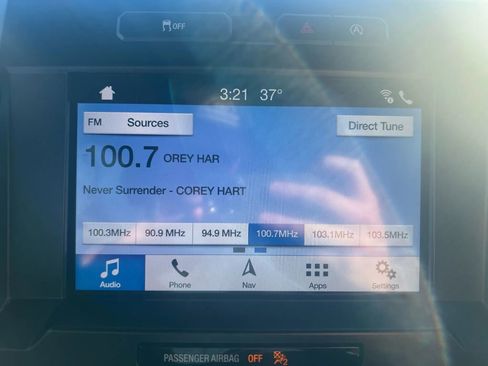 OFF
3:21 37°
FM Sources Direct Tune
100.7 OREY HAR
Never Surrender - COREY HART
100.3MHz 90.9 MHz 94.9 MHz 100.7MHz 103.1MHz 103.5MHz
Audio Phone Nav Apps Settings
PASSENGER AIRBAG OFF 2